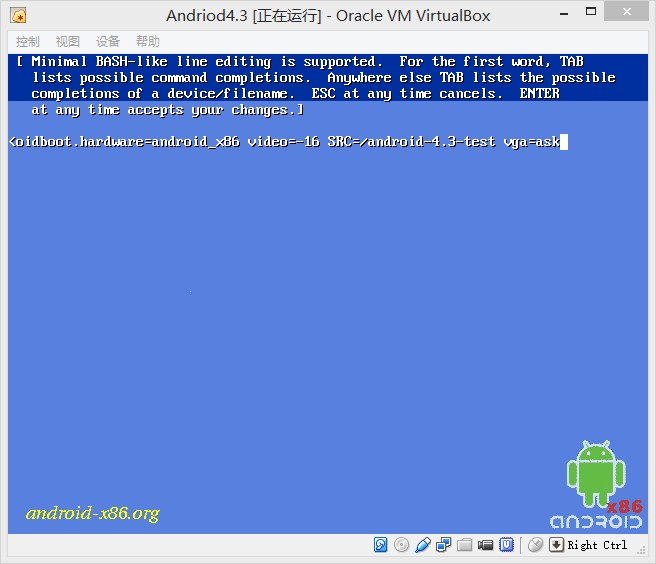 Andriod4.3 [正在运行] - Oracle VM VirtualBox
控制 视图 设备 帮助
[ Minimal BASH-like line editing is supported. For the first word, TAB
lists possible command completions. Anywhere else TAB lists the possible
completions of a device/filename. ESC at any time cancels. ENTER
at any time accepts your changes.]
<oidboot.hardware=android_x86 video=-16 SRC=/android-4.3-test vga=ask
android-x86.org
x86
ANDROID
Right Ctrl